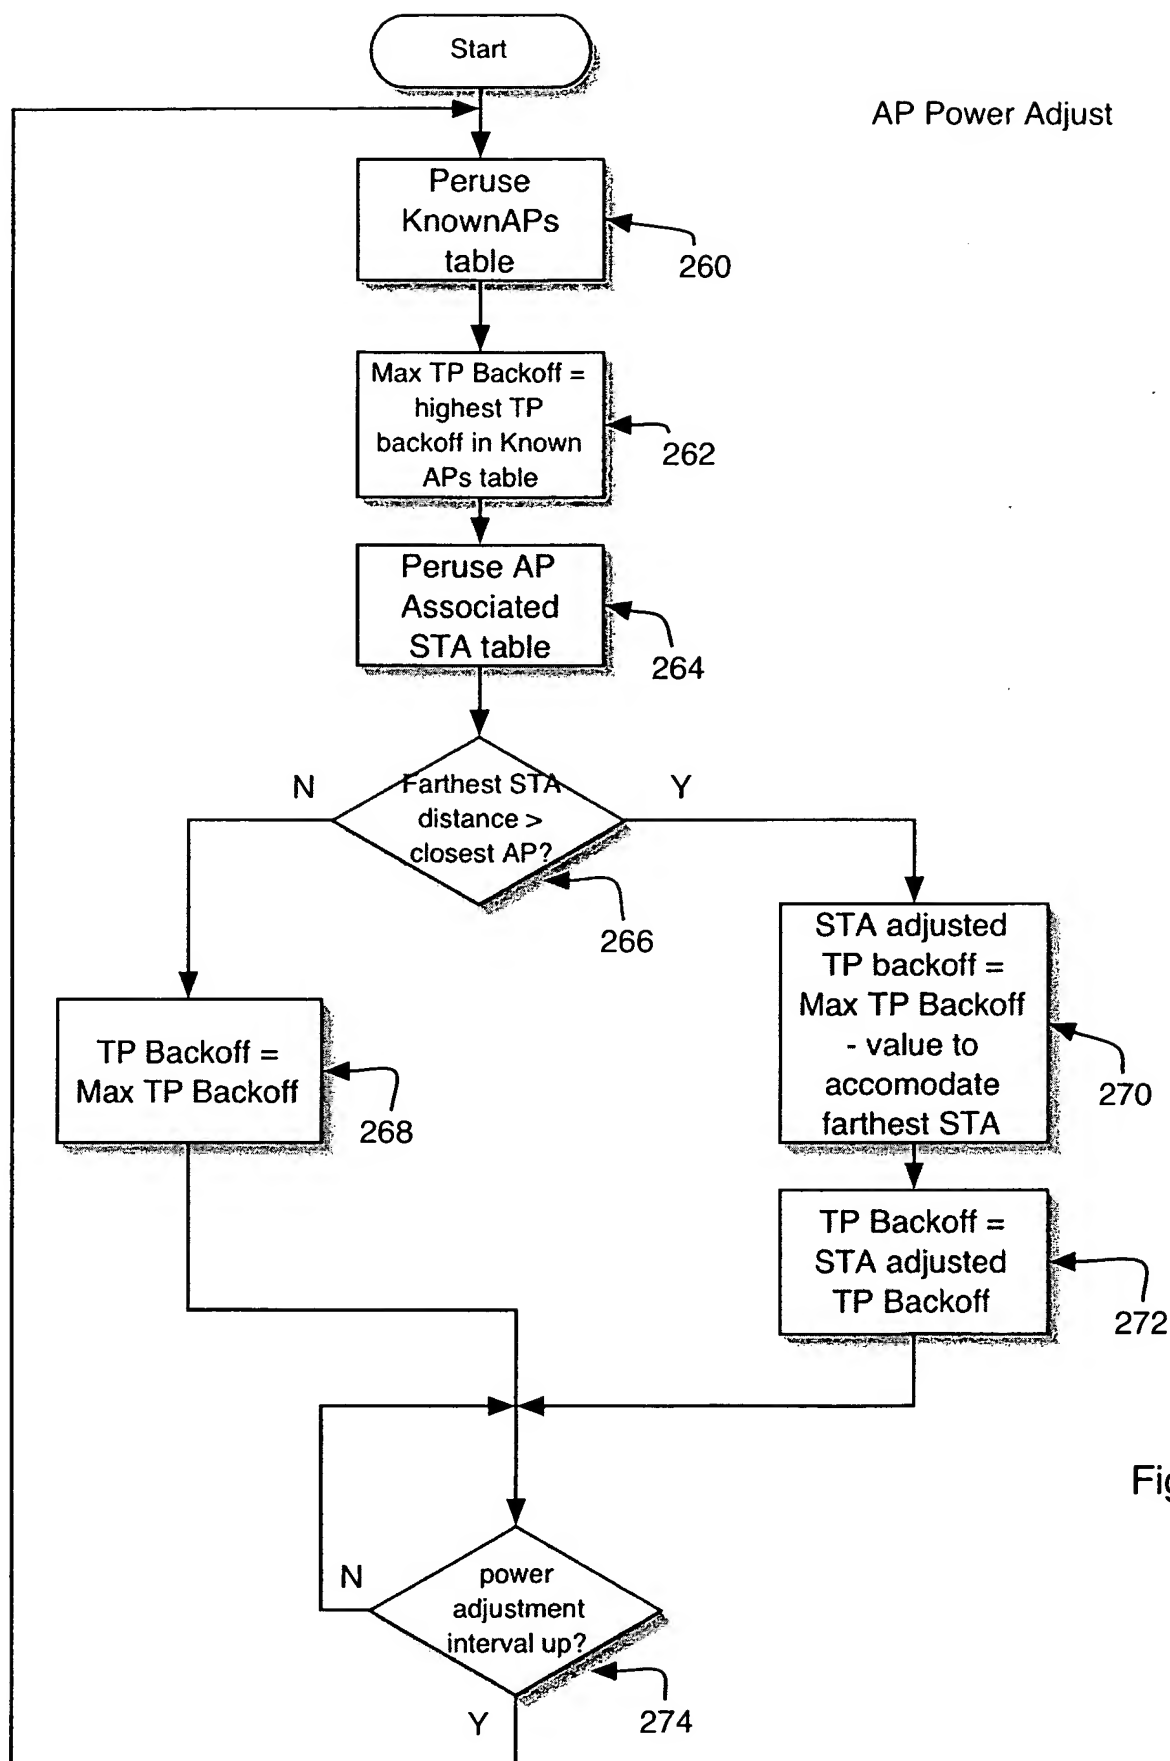 Start
AP Power Adjust
Peruse
KnownAPs
table
260
Max TP Backoff =
highest TP
backoff in Known
APs table
262
Peruse AP
Associated
STA table
264
N
Farthest STA
distance >
closest AP?
Y
266
TP Backoff =
Max TP Backoff
268
STA adjusted
TP backoff =
Max TP Backoff
- value to
accomodate
farthest STA
270
TP Backoff =
STA adjusted
TP Backoff
272
Fig
N
power
adjustment
interval up?
274
Y